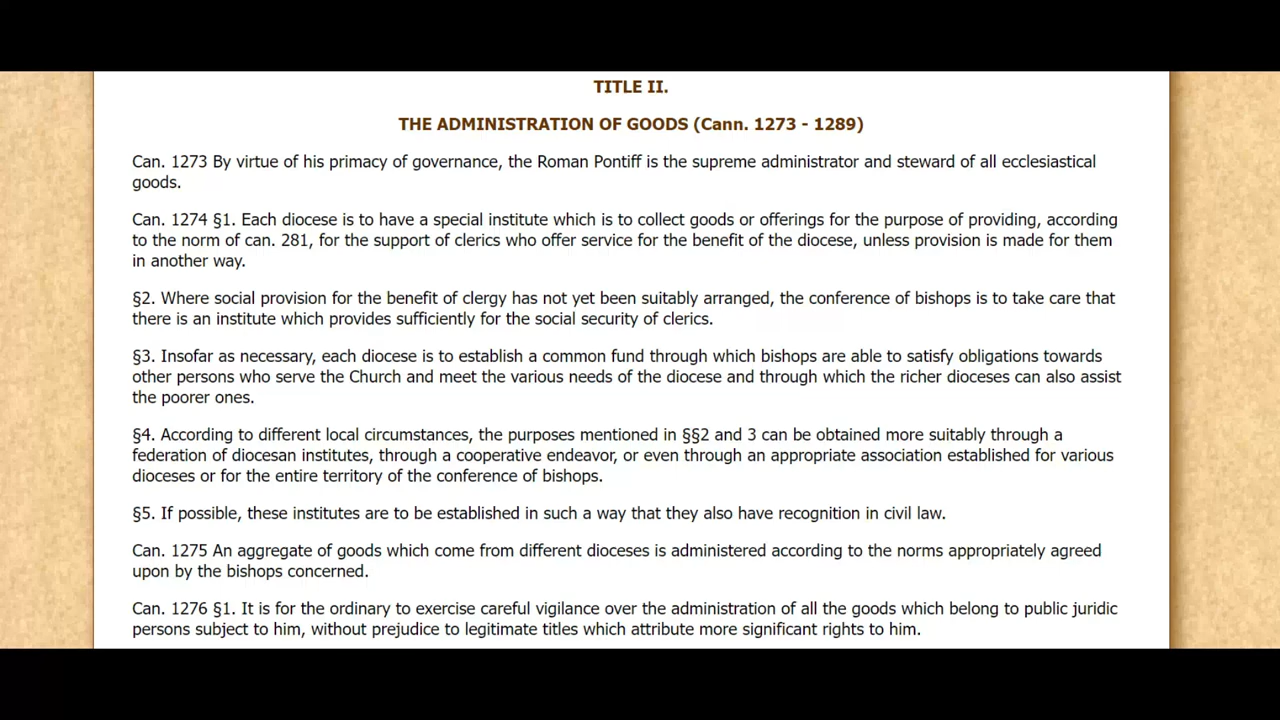 TITLE II.
THE ADMINISTRATION OF GOODS (Cann. 1273 - 1289)
Can. 1273 By virtue of his primacy of governance, the Roman Pontiff is the supreme administrator and steward of all ecclesiastical
goods.
Can. 1274 §1. Each diocese is to have a special institute which is to collect goods or offerings for the purpose of providing, according
to the norm of can. 281, for the support of clerics who offer service for the benefit of the diocese, unless provision is made for them
in another way.
§2. Where social provision for the benefit of clergy has not yet been suitably arranged, the conference of bishops is to take care that
there is an institute which provides sufficiently for the social security of clerics.
§3. Insofar as necessary, each diocese is to establish a common fund through which bishops are able to satisfy obligations towards
other persons who serve the Church and meet the various needs of the diocese and through which the richer dioceses can also assist
the poorer ones.
§4. According to different local circumstances, the purposes mentioned in §§2 and 3 can be obtained more suitably through a
federation of diocesan institutes, through a cooperative endeavor, or even through an appropriate association established for various
dioceses or for the entire territory of the conference of bishops.
§5. If possible, these institutes are to be established in such a way that they also have recognition in civil law.
Can. 1275 An aggregate of goods which come from different dioceses is administered according to the norms appropriately agreed
upon by the bishops concerned.
Can. 1276 §1. It is for the ordinary to exercise careful vigilance over the administration of all the goods which belong to public juridic
persons subject to him, without prejudice to legitimate titles which attribute more significant rights to him.